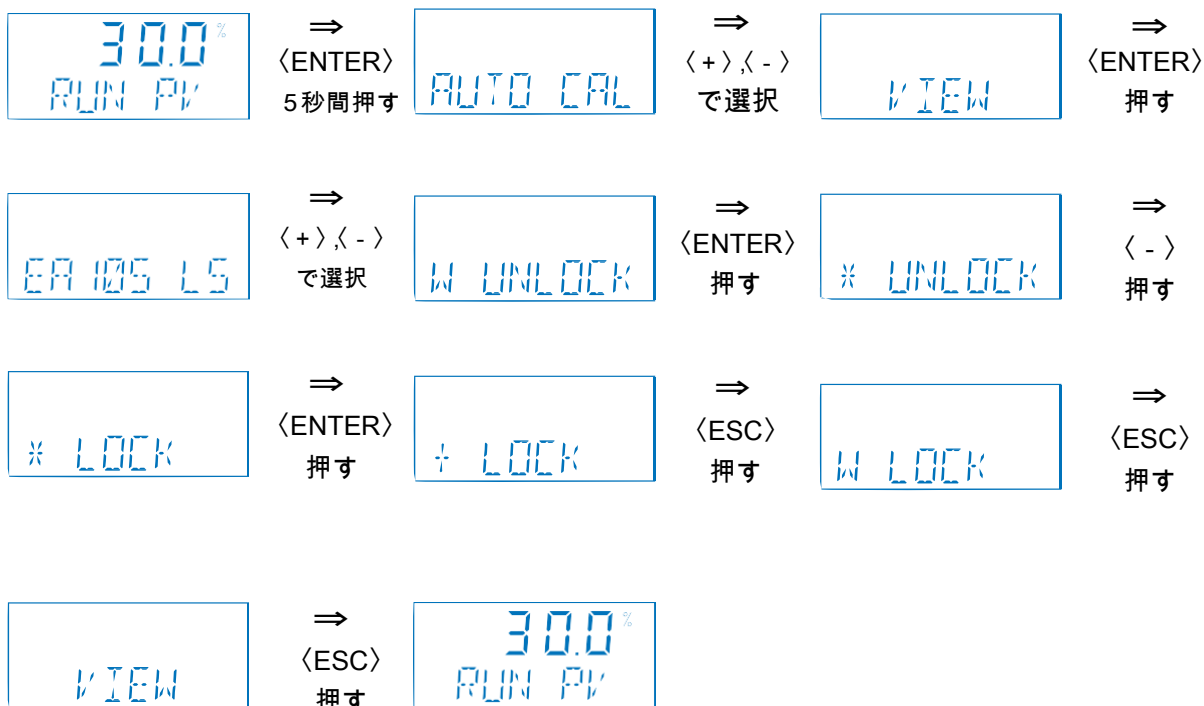 30.0%
RUN PV
⇒
〈ENTER〉
5秒間押す
AUTO CAL
⇒
〈+〉,〈-〉
で選択
VIEW
⇒
〈ENTER〉
押す
EA 105 LS
⇒
〈+〉,〈-〉
で選択
W UNLOCK
⇒
〈ENTER〉
押す
* UNLOCK
⇒
〈-〉
押す
* LOCK
⇒
〈ENTER〉
押す
+ LOCK
⇒
〈ESC〉
押す
W LOCK
⇒
〈ESC〉
押す
VIEW
⇒
〈ESC〉
押す
30.0%
RUN PV